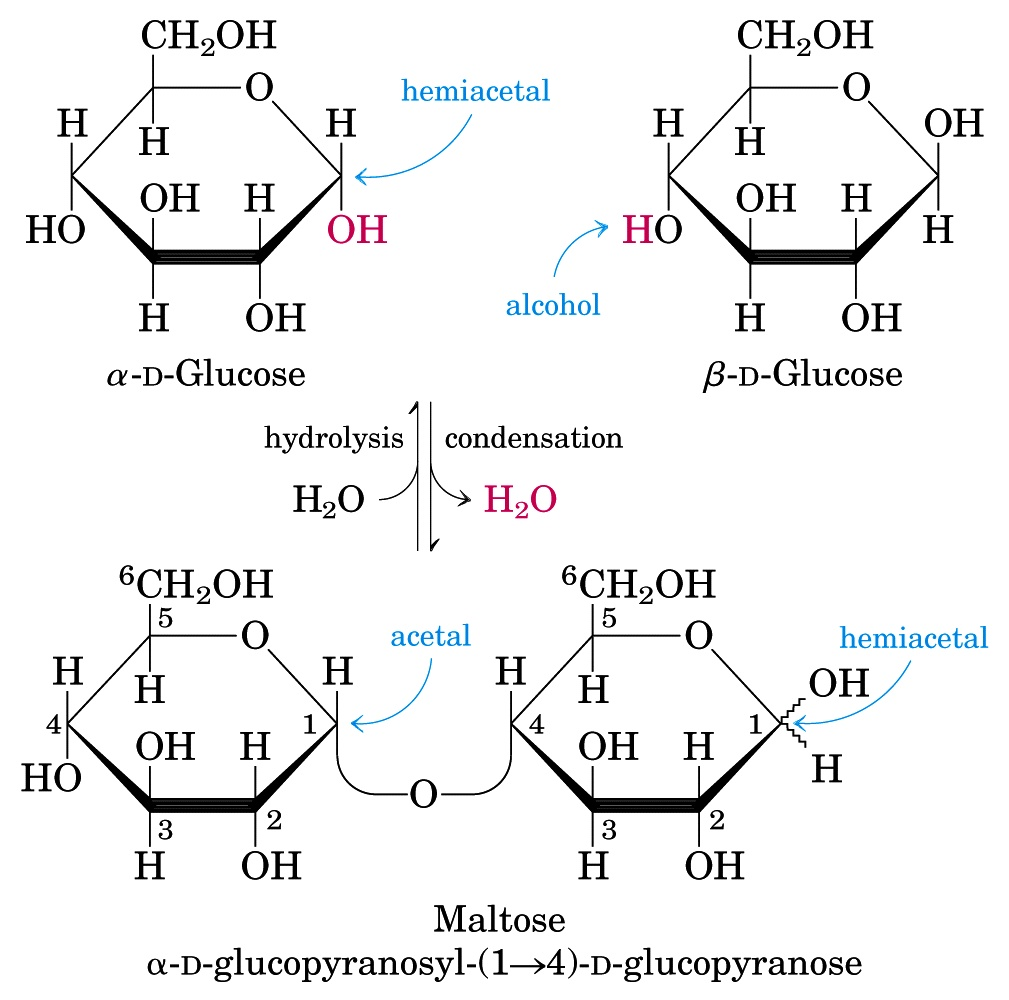 CH₂OH CH₂OH
O hemiacetal O
H H H OH
H H
OH H OH H
HO OH HO H
alcohol
H OH H OH
α-D-Glucose β-D-Glucose
hydrolysis condensation
H₂O H₂O
⁶CH₂OH ⁶CH₂OH
5 5
O acetal O hemiacetal
H H H OH
H H
4 1 4 1
OH H OH H
HO H
O
3 2 3 2
H OH H OH
Maltose
α-D-glucopyranosyl-(1→4)-D-glucopyranose